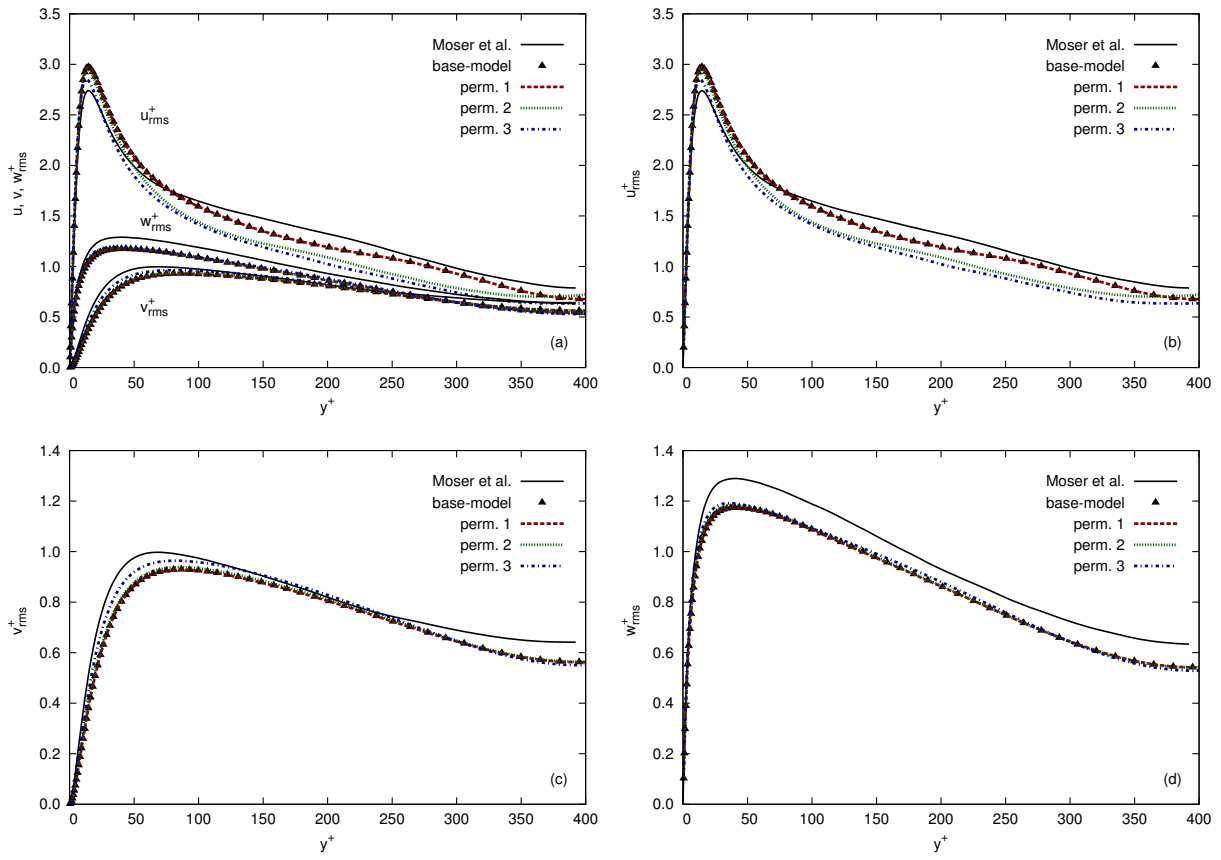 3.5
3.0
2.5
2.0
1.5
1.0
0.5
0.0
u, v, w+rms
Moser et al.
base-model
perm. 1
perm. 2
perm. 3
u+rms
w+rms
v+rms
(a)
0 50 100 150 200 250 300 350 400
y+
3.5
3.0
2.5
2.0
1.5
1.0
0.5
0.0
u+rms
Moser et al.
base-model
perm. 1
perm. 2
perm. 3
(b)
0 50 100 150 200 250 300 350 400
y+
1.4
1.2
1.0
0.8
0.6
0.4
0.2
0.0
v+rms
Moser et al.
base-model
perm. 1
perm. 2
perm. 3
(c)
0 50 100 150 200 250 300 350 400
y+
1.4
1.2
1.0
0.8
0.6
0.4
0.2
0.0
w+rms
Moser et al.
base-model
perm. 1
perm. 2
perm. 3
(d)
0 50 100 150 200 250 300 350 400
y+